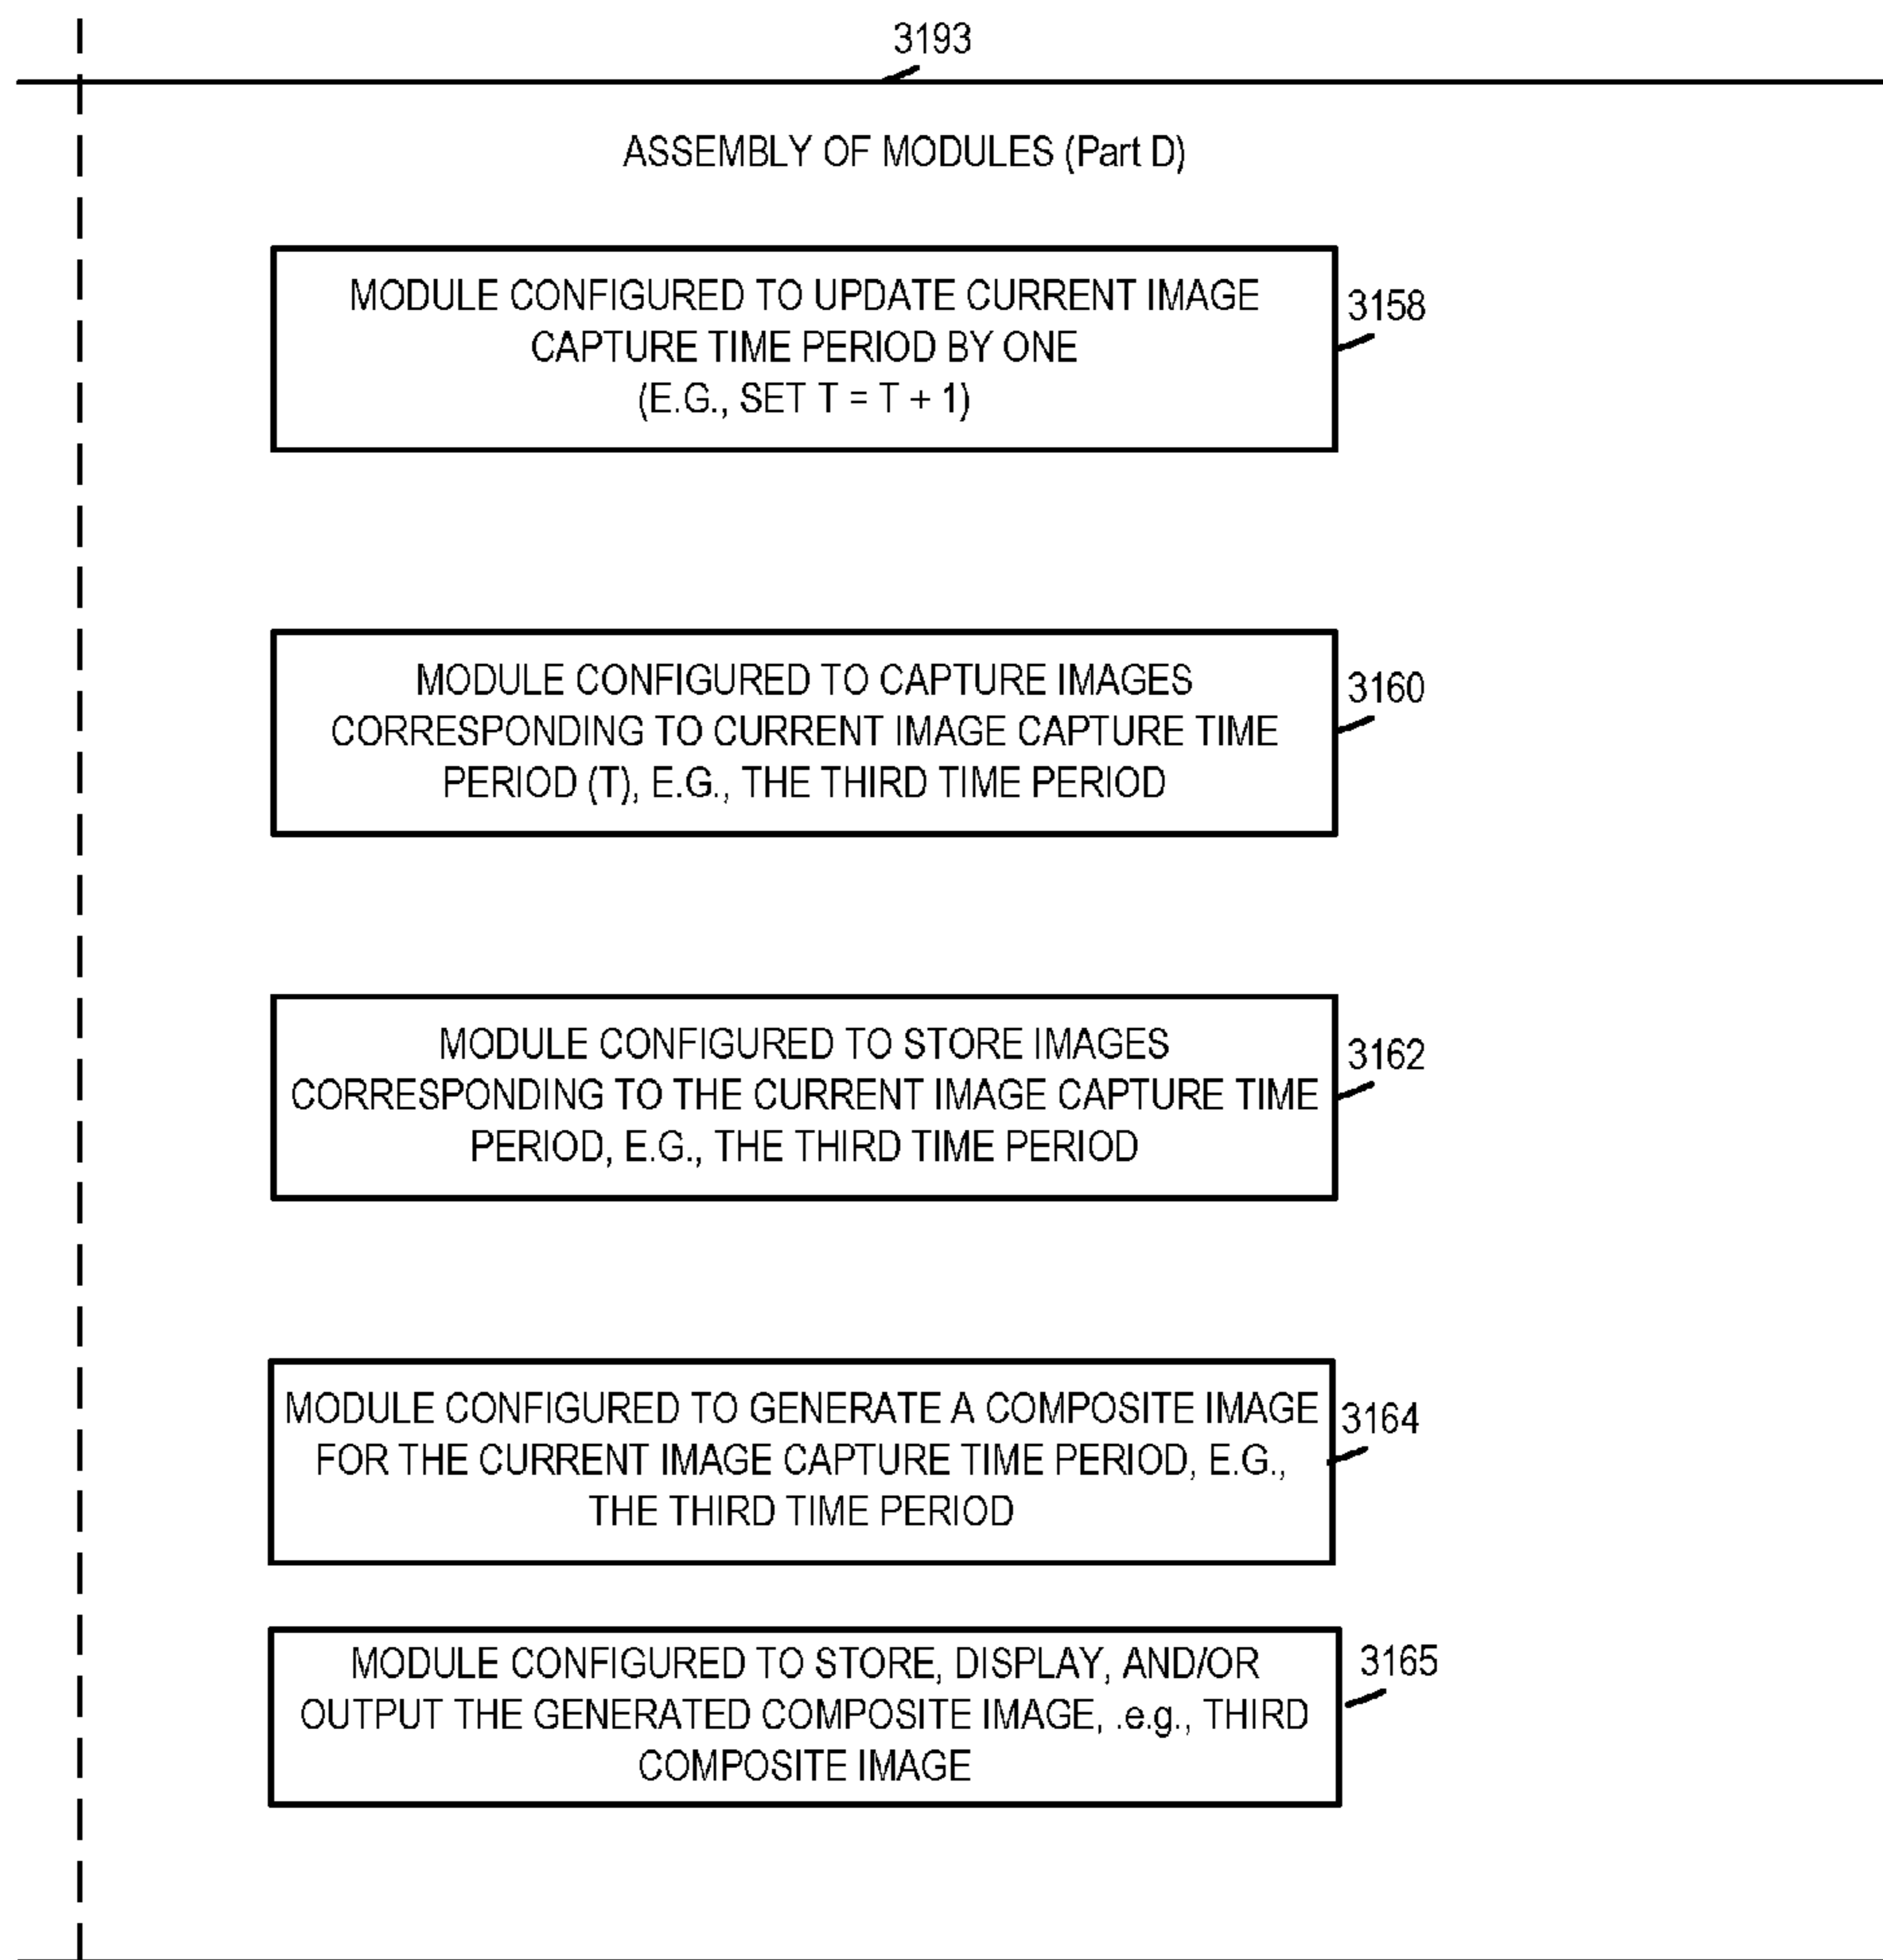 3193
ASSEMBLY OF MODULES (Part D)
MODULE CONFIGURED TO UPDATE CURRENT IMAGE
CAPTURE TIME PERIOD BY ONE
(E.G., SET T = T + 1)
3158
MODULE CONFIGURED TO CAPTURE IMAGES
CORRESPONDING TO CURRENT IMAGE CAPTURE TIME
PERIOD (T), E.G., THE THIRD TIME PERIOD
3160
MODULE CONFIGURED TO STORE IMAGES
CORRESPONDING TO THE CURRENT IMAGE CAPTURE TIME
PERIOD, E.G., THE THIRD TIME PERIOD
3162
MODULE CONFIGURED TO GENERATE A COMPOSITE IMAGE
FOR THE CURRENT IMAGE CAPTURE TIME PERIOD, E.G.,
THE THIRD TIME PERIOD
3164
MODULE CONFIGURED TO STORE, DISPLAY, AND/OR
OUTPUT THE GENERATED COMPOSITE IMAGE, .e.g., THIRD
COMPOSITE IMAGE
3165